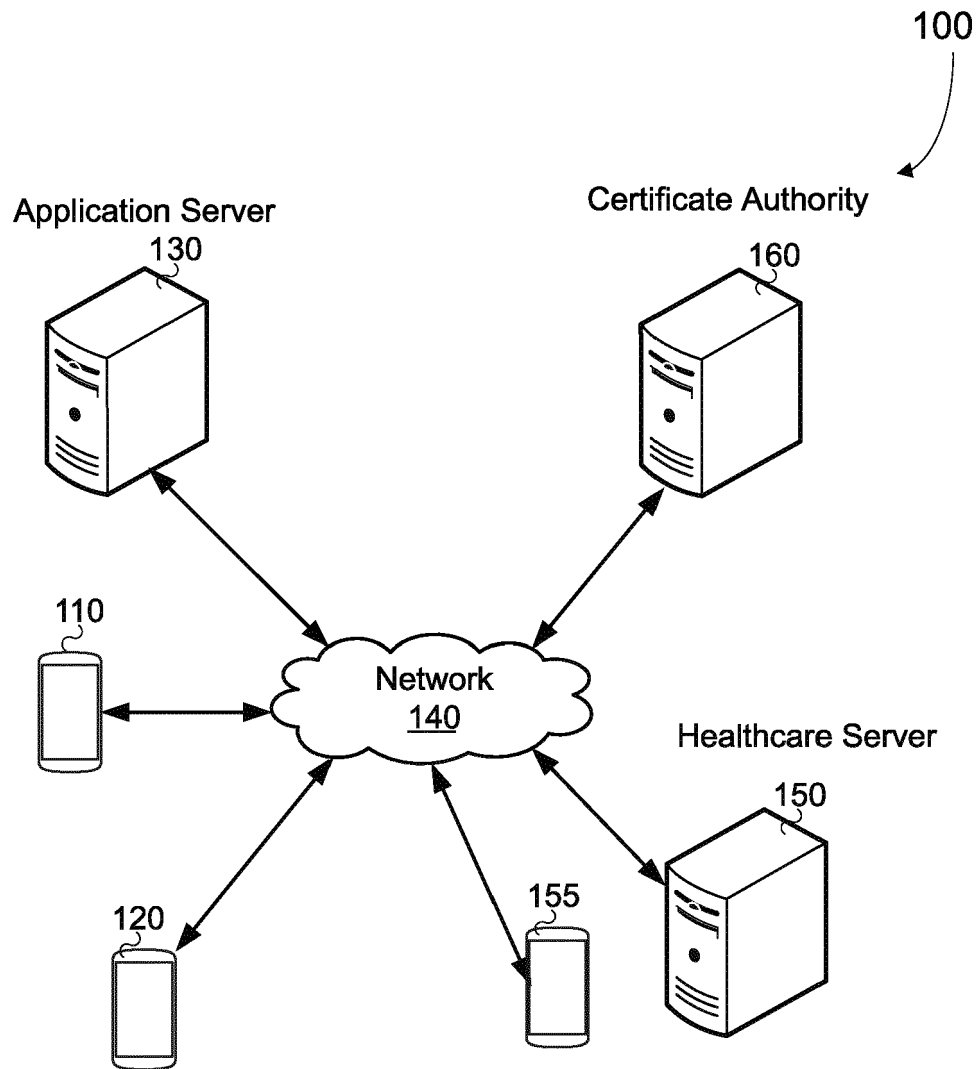 100
Application Server
130
Certificate Authority
160
110
Network
140
Healthcare Server
150
120
155